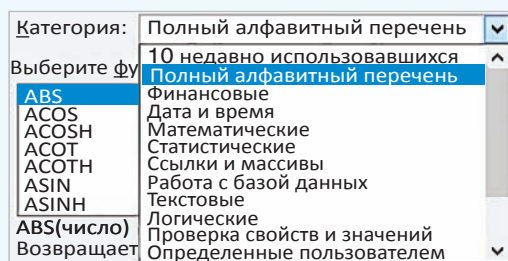 Категория: Полный алфавитный перечень
10 недавно использовавшихся
Полный алфавитный перечень
Финансовые
Дата и время
Математические
Статистические
Ссылки и массивы
Работа с базой данных
Текстовые
Логические
Проверка свойств и значений
Определенные пользователем
Выберите фу
ABS
ACOS
ACOSH
ACOT
ACOTH
ASIN
ASINH
ABS(число)
Возвращает